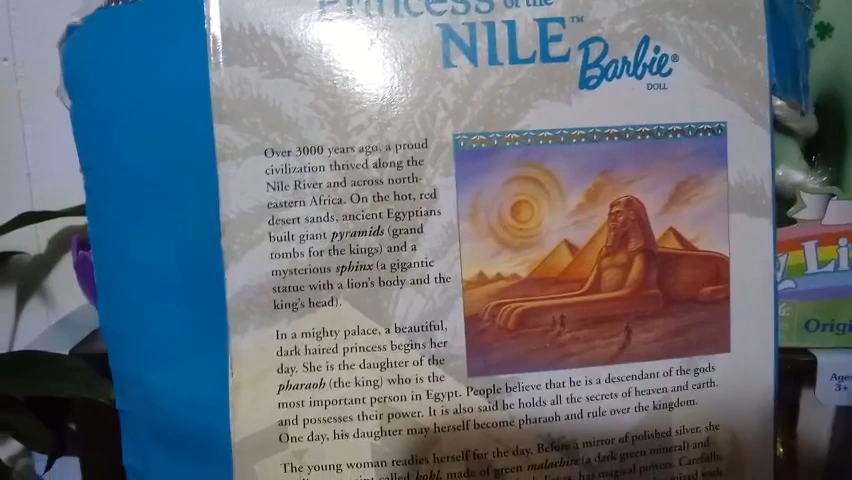 Princess of the
NILE™
Barbie®
DOLL
Over 3000 years ago, a proud
civilization thrived along the
Nile River and across north-
eastern Africa. On the hot, red
desert sands, ancient Egyptians
built giant pyramids (grand
tombs for the kings) and a
mysterious sphinx (a gigantic
statue with a lion's body and the
king's head).
In a mighty palace, a beautiful,
dark haired princess begins her
day. She is the daughter of the
pharaoh (the king) who is the
most important person in Egypt. People believe that he is a descendant of the gods
and possesses their power. It is also said he holds all the secrets of heaven and earth.
One day, his daughter may herself become pharaoh and rule over the kingdom.
The young woman readies herself for the day. Before a mirror of polished silver, she
called kohl, made of green malachite (a dark green mineral) and
has magical powers. Carefully,
Li
Origi
Ages
3+